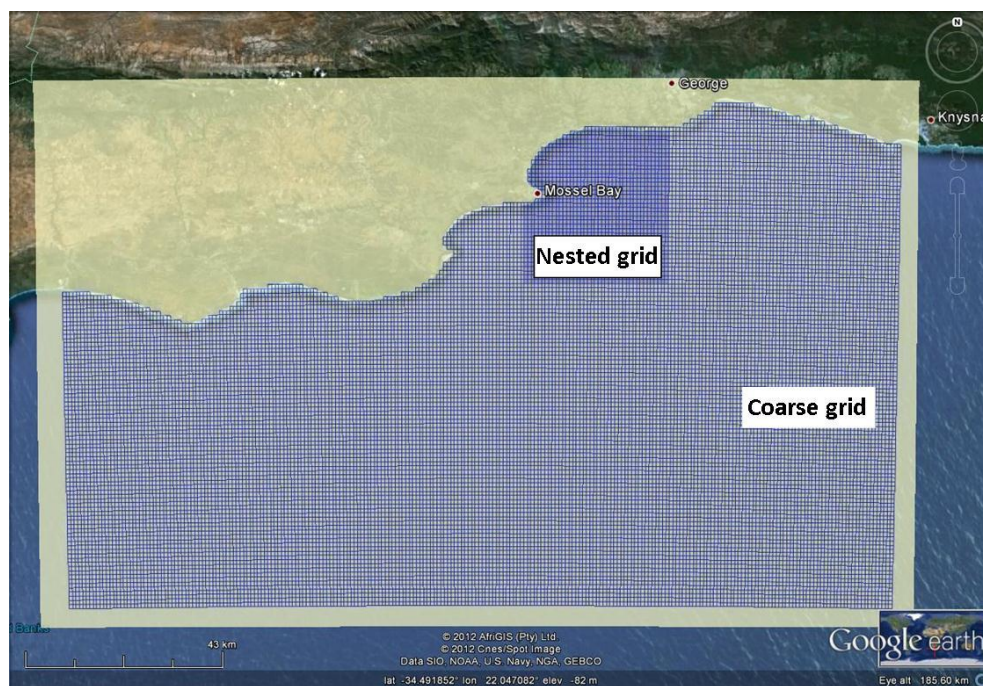 N
George
Knysna
Mossel Bay
Nested grid
Coarse grid
43 km
© 2012 AfriGIS (Pty) Ltd.
© 2012 Cnes/Spot Image
Data SIO, NOAA, U.S. Navy, NGA, GEBCO
Google earth
lat -34.491852° lon 22.047082° elev -82 m
Eye alt 185.60 km